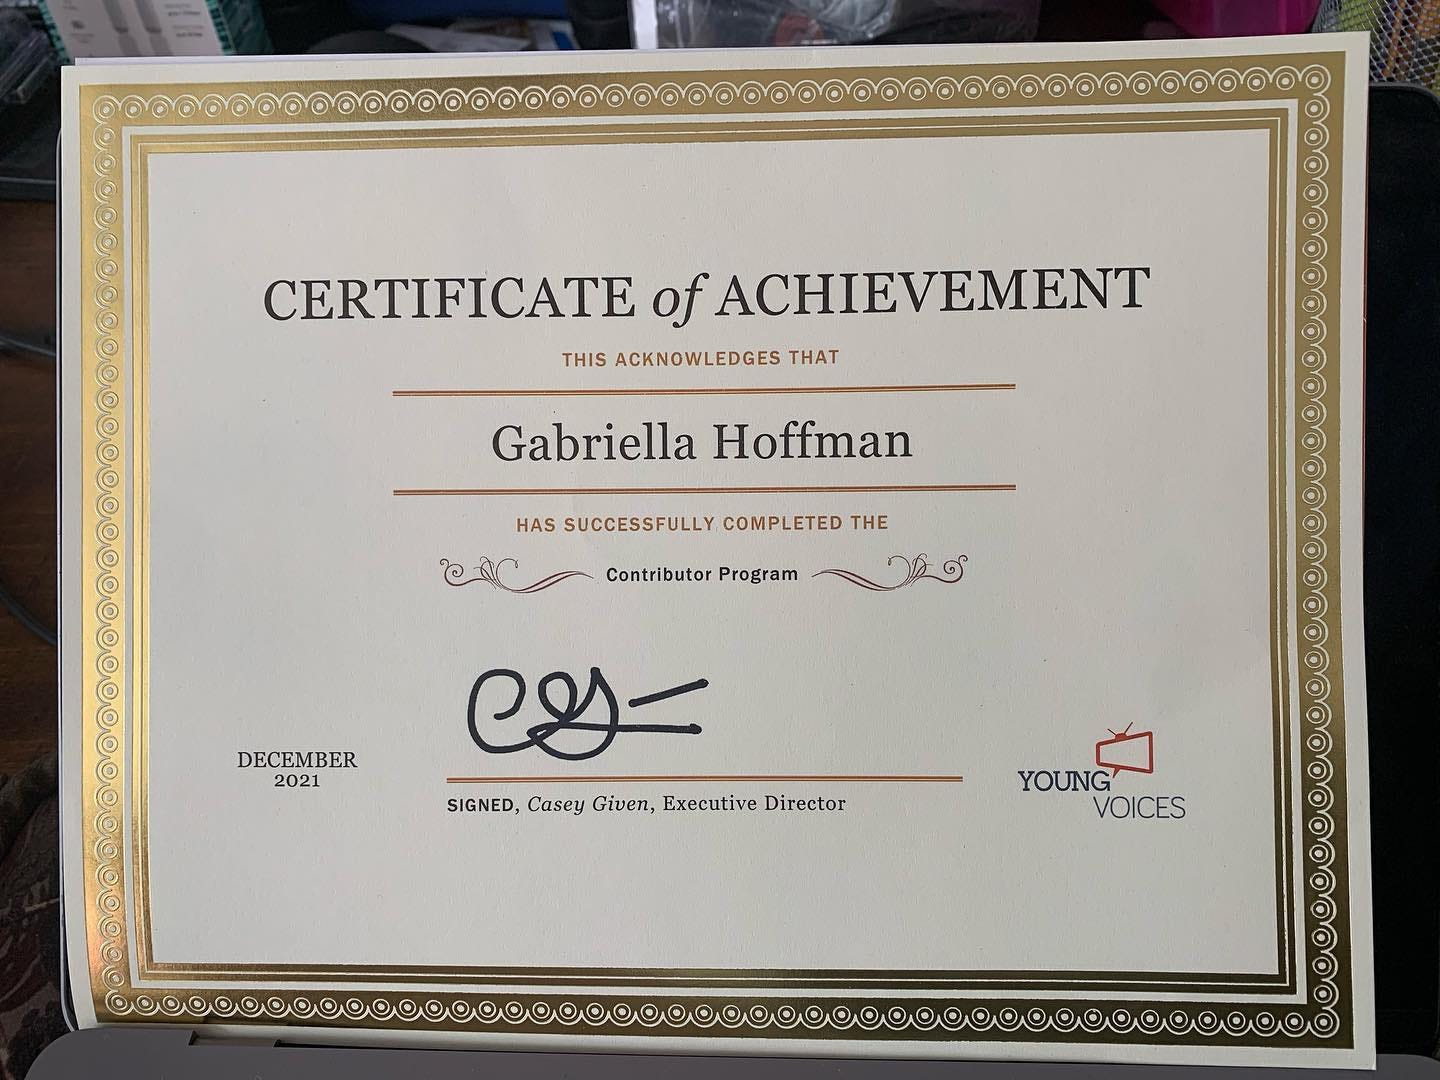 CERTIFICATE of ACHIEVEMENT
THIS ACKNOWLEDGES THAT
Gabriella Hoffman
HAS SUCCESSFULLY COMPLETED THE
Contributor Program
DECEMBER
2021
SIGNED, Casey Given, Executive Director
YOUNG
VOICES